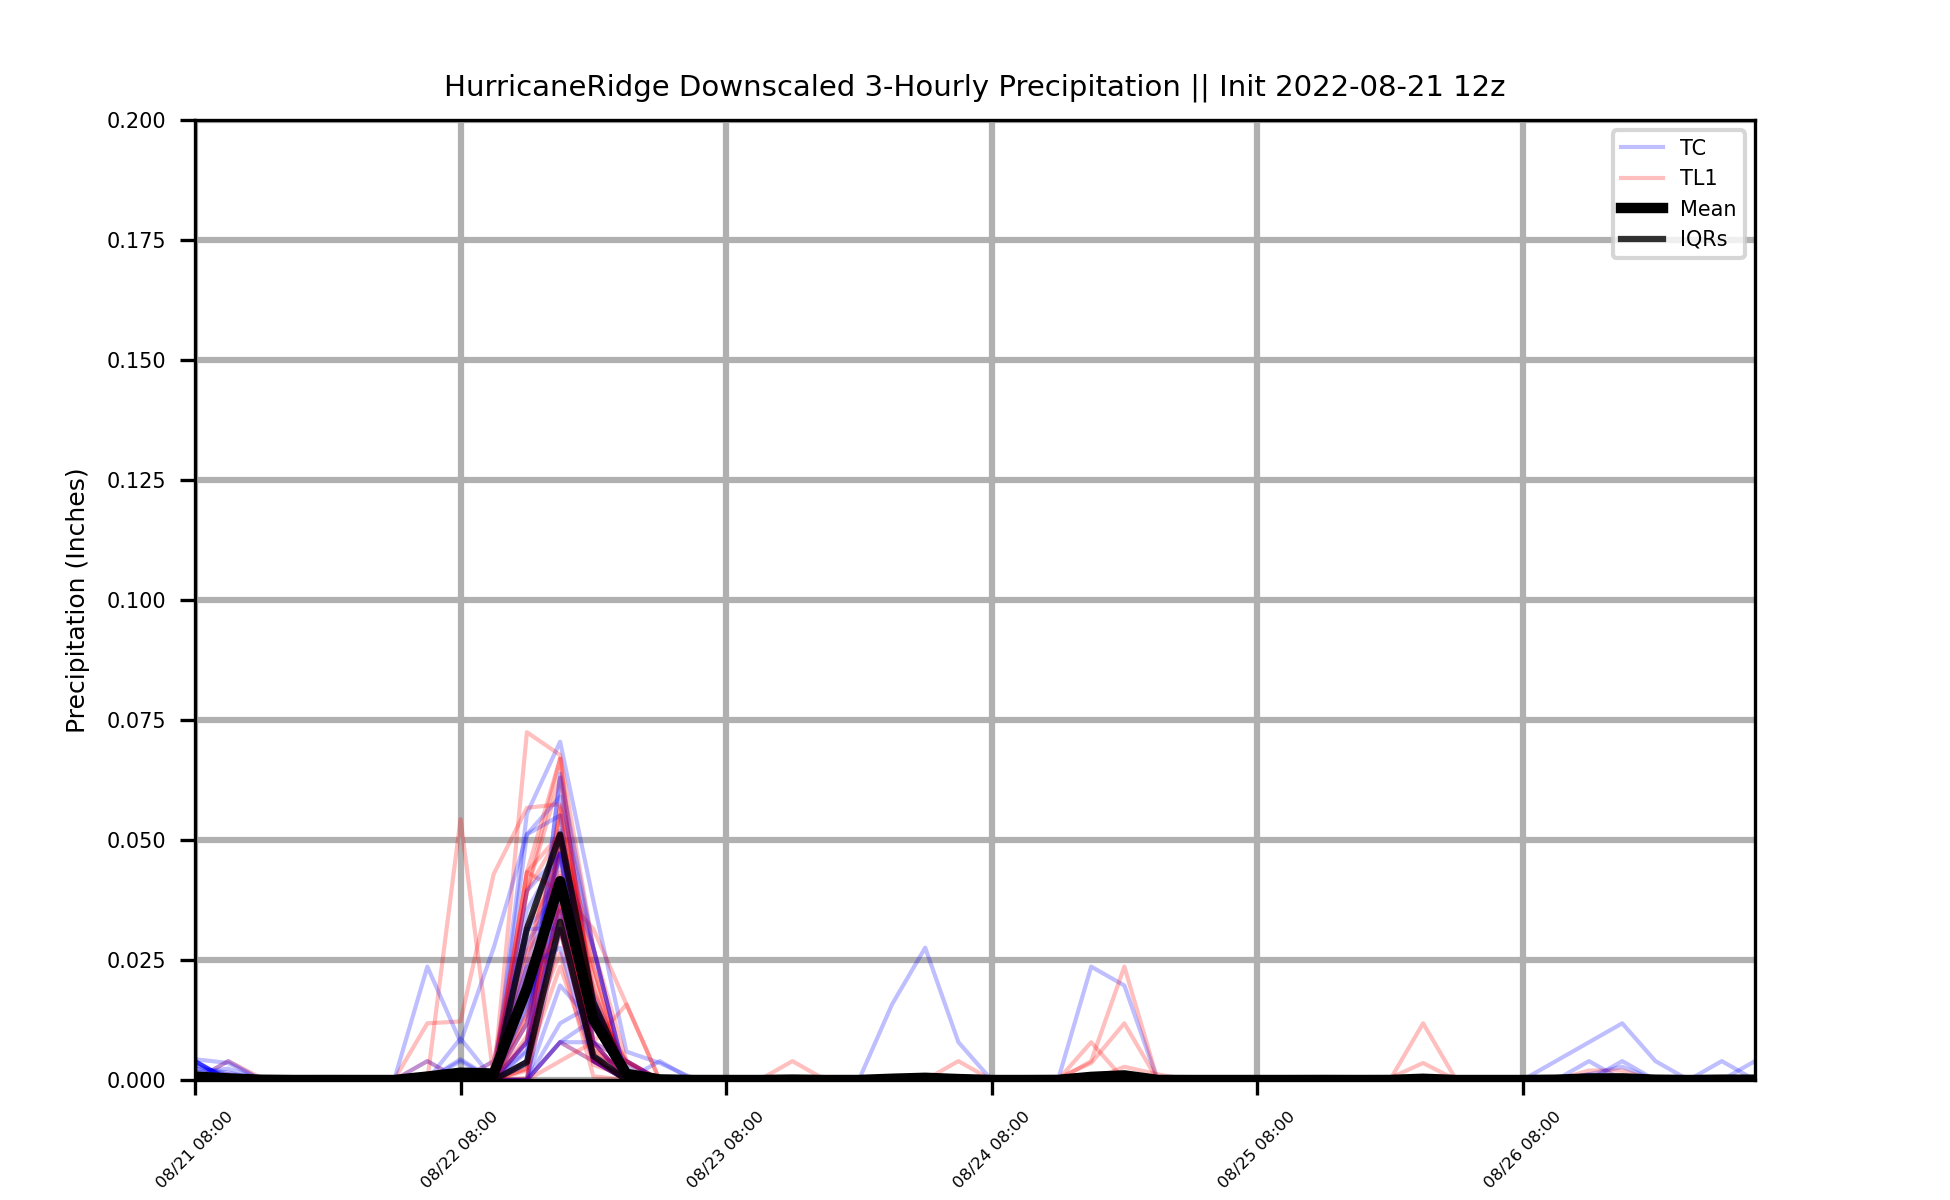 HurricaneRidge Downscaled 3-Hourly Precipitation || Init 2022-08-21 12z
Precipitation (Inches)
0.200
0.175
0.150
0.125
0.100
0.075
0.050
0.025
0.000
TC
TL1
Mean
IQRs
08/21 08:00
08/22 08:00
08/23 08:00
08/24 08:00
08/25 08:00
08/26 08:00